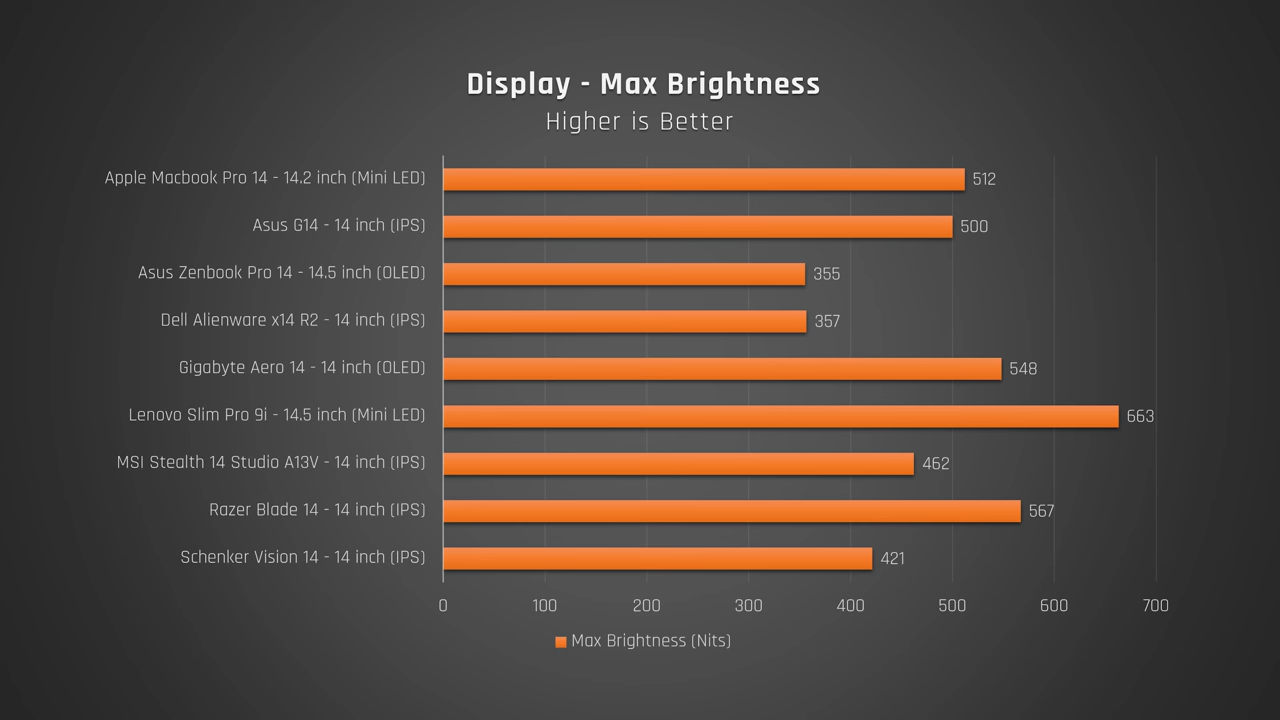 Display - Max Brightness
Higher is Better
Apple Macbook Pro 14 - 14.2 inch (Mini LED) 512
Asus G14 - 14 inch (IPS) 500
Asus Zenbook Pro 14 - 14.5 inch (OLED) 355
Dell Alienware x14 R2 - 14 inch (IPS) 357
Gigabyte Aero 14 - 14 inch (OLED) 548
Lenovo Slim Pro 9i - 14.5 inch (Mini LED) 663
MSI Stealth 14 Studio A13V - 14 inch (IPS) 462
Razer Blade 14 - 14 inch (IPS) 567
Schenker Vision 14 - 14 inch (IPS) 421
0 100 200 300 400 500 600 700
Max Brightness (Nits)